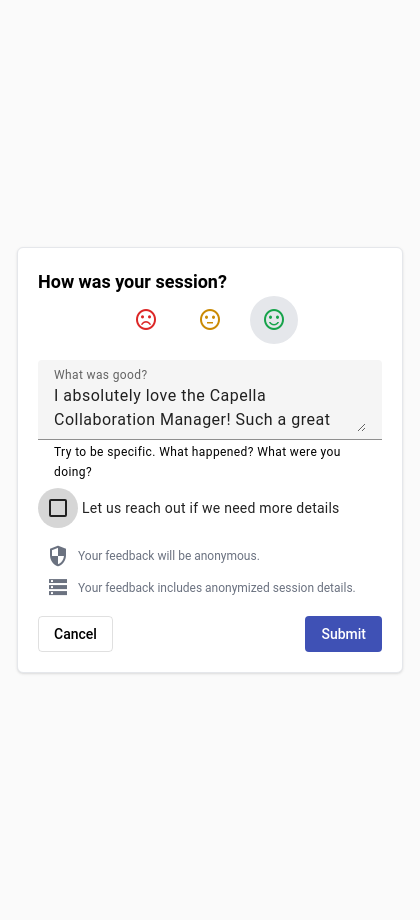 How was your session?
What was good?
I absolutely love the Capella
Collaboration Manager! Such a great
Try to be specific. What happened? What were you
doing?
Let us reach out if we need more details
Your feedback will be anonymous.
Your feedback includes anonymized session details.
Cancel
Submit